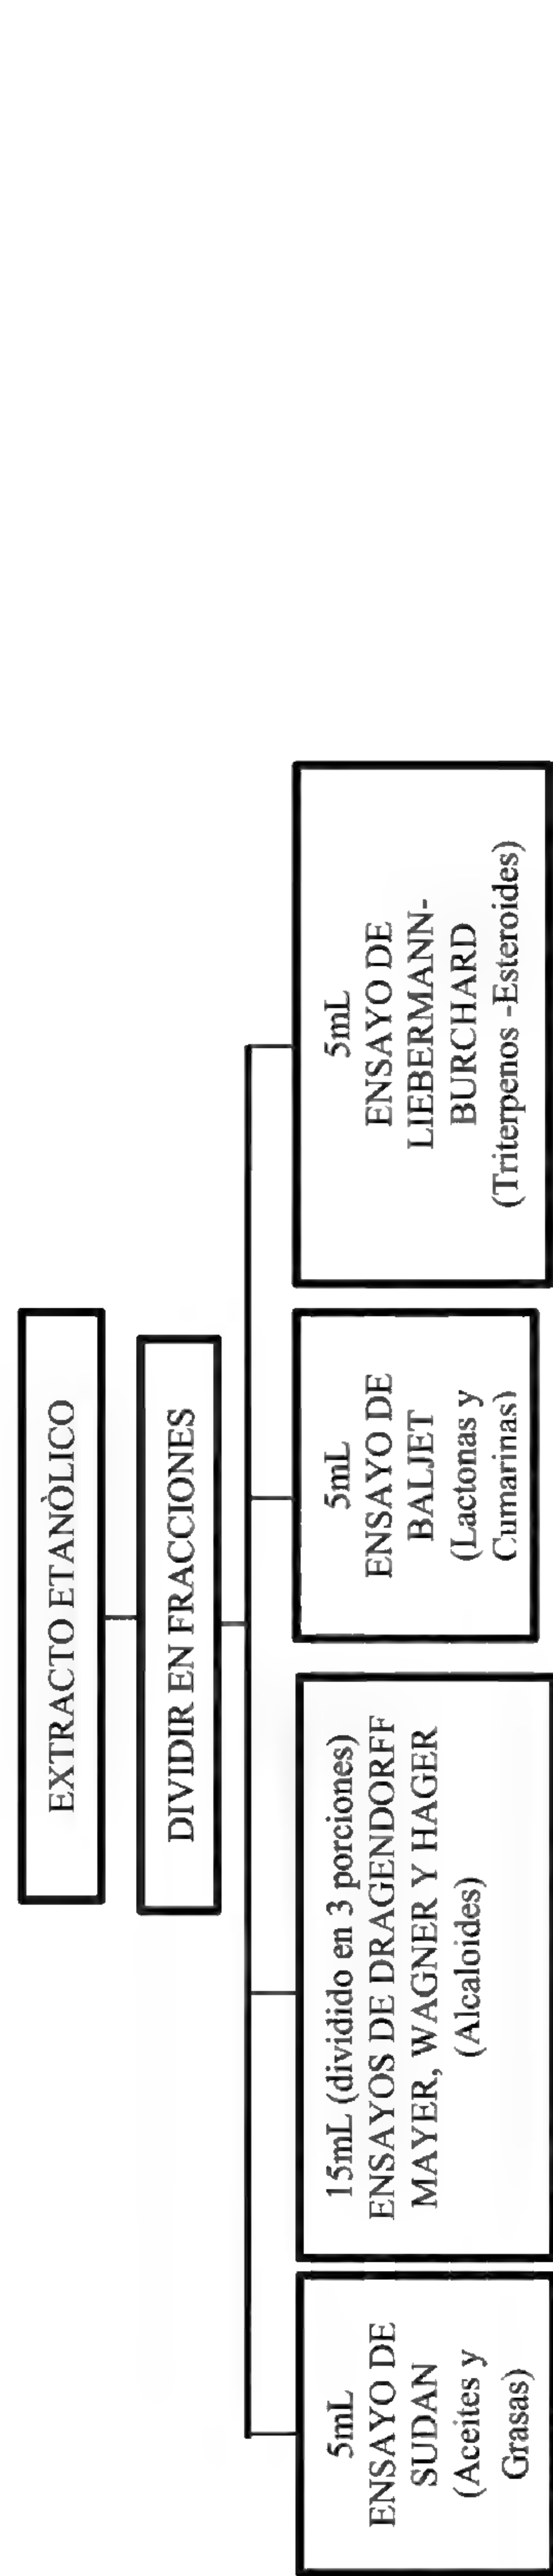 EXTRACTO ETANÒLICO
DIVIDIR EN FRACCIONES
5mL
ENSAYO DE
SUDAN
(Aceites y
Grasas)
15mL (dividido en 3 porciones)
ENSAYOS DE DRAGENDORFF
MAYER, WAGNER Y HAGER
(Alcaloides)
5mL
ENSAYO DE
BALJET
(Lactonas y
Cumarinas)
5mL
ENSAYO DE
LIEBERMANN-
BURCHARD
(Triterpenos -Esteroides)